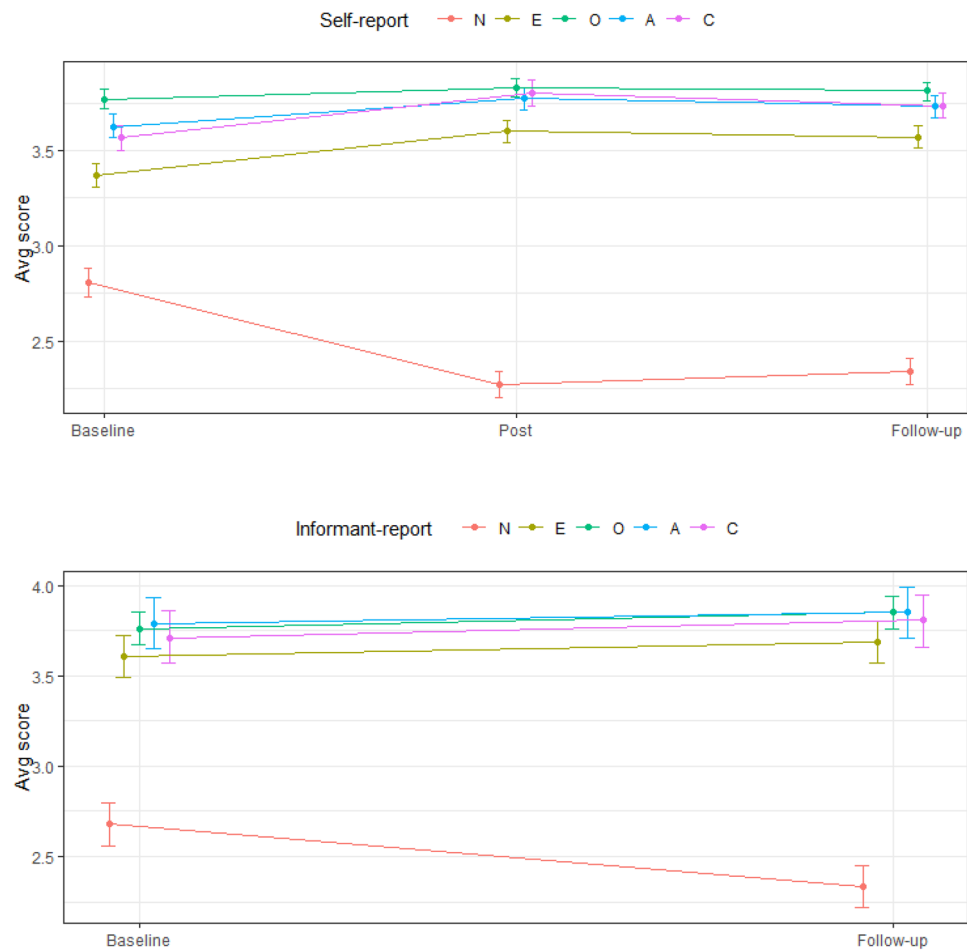 Self-report N E O A C
Avg score
3.5
3.0
2.5
Baseline Post Follow-up
Informant-report N E O A C
Avg score
4.0
3.5
3.0
2.5
Baseline Follow-up